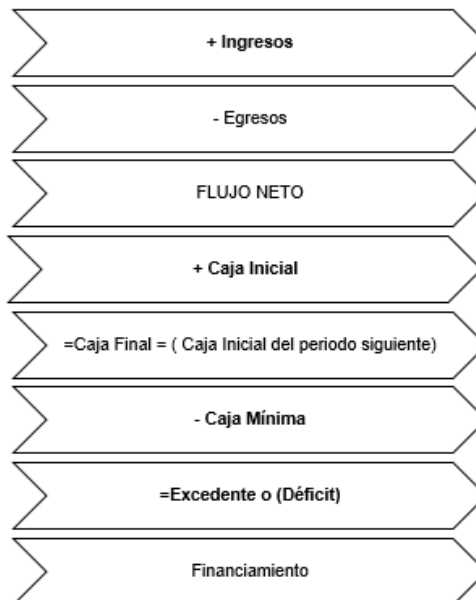 + Ingresos
- Egresos
FLUJO NETO
+ Caja Inicial
=Caja Final = ( Caja Inicial del periodo siguiente)
- Caja Mínima
=Excedente o (Déficit)
Financiamiento